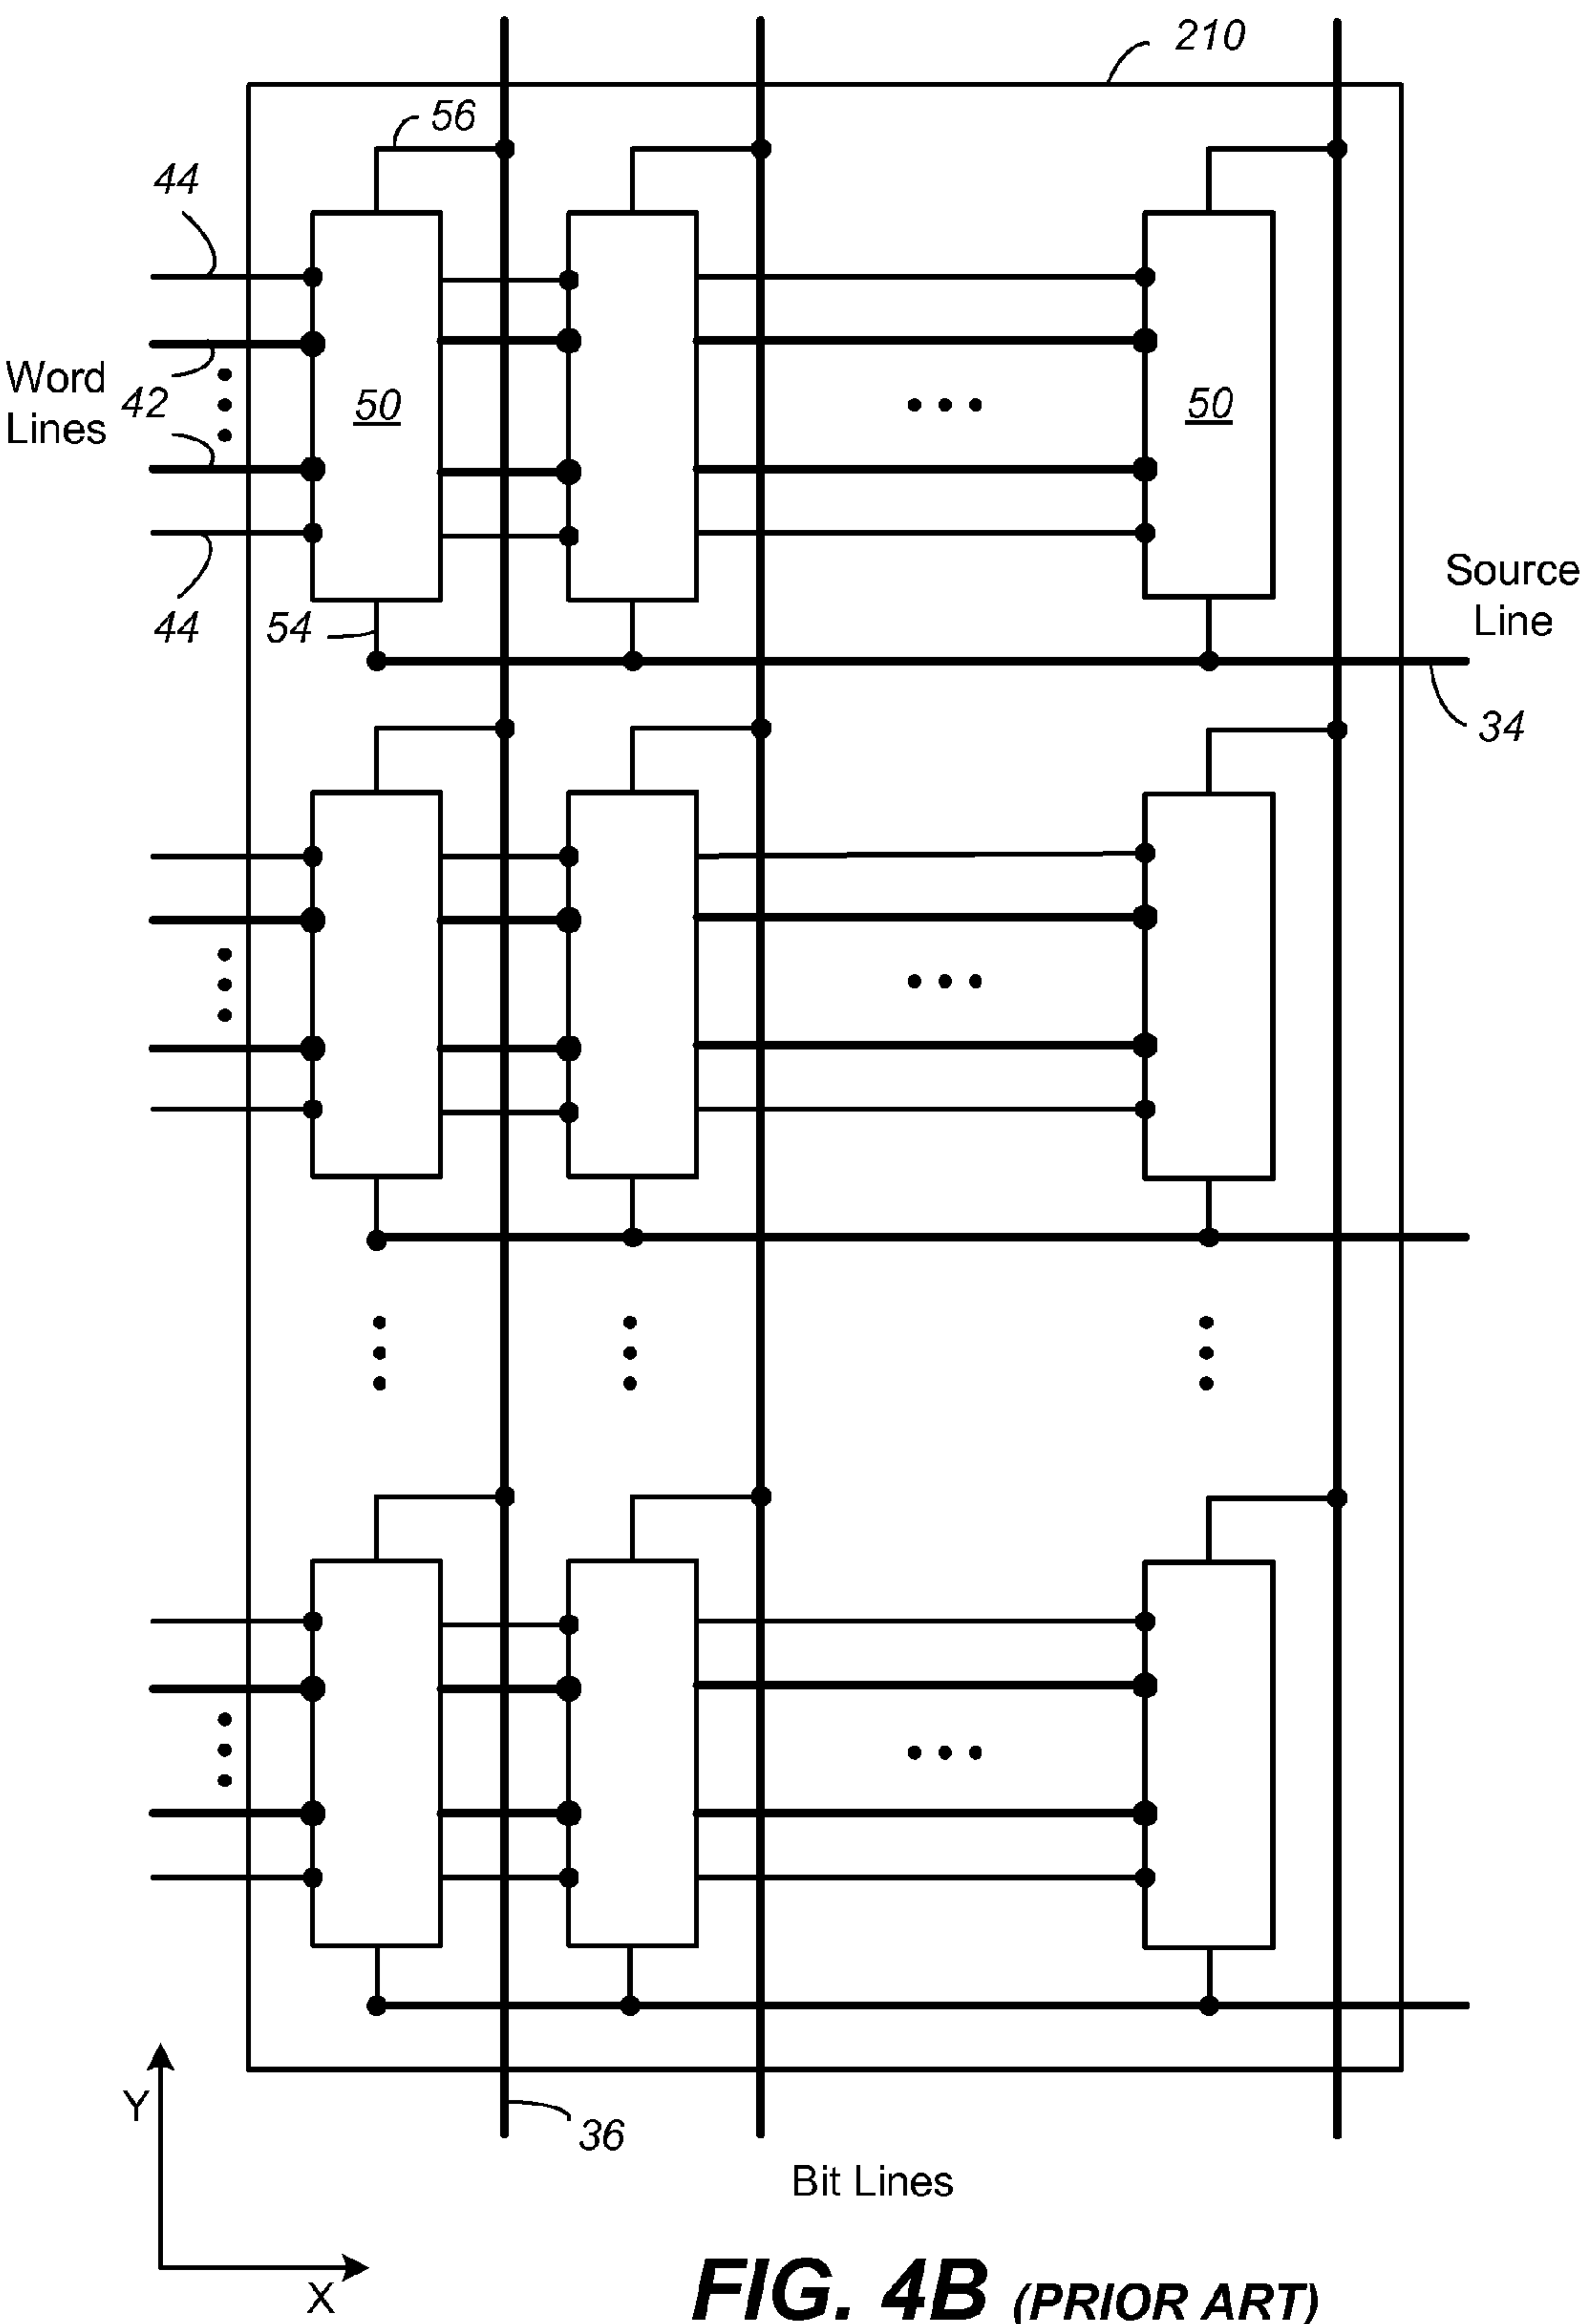 210
56
44
Word
Lines
42
50
50
44
54
Source
Line
34
Y
36
Bit Lines
X
FIG. 4B (PRIOR ART)